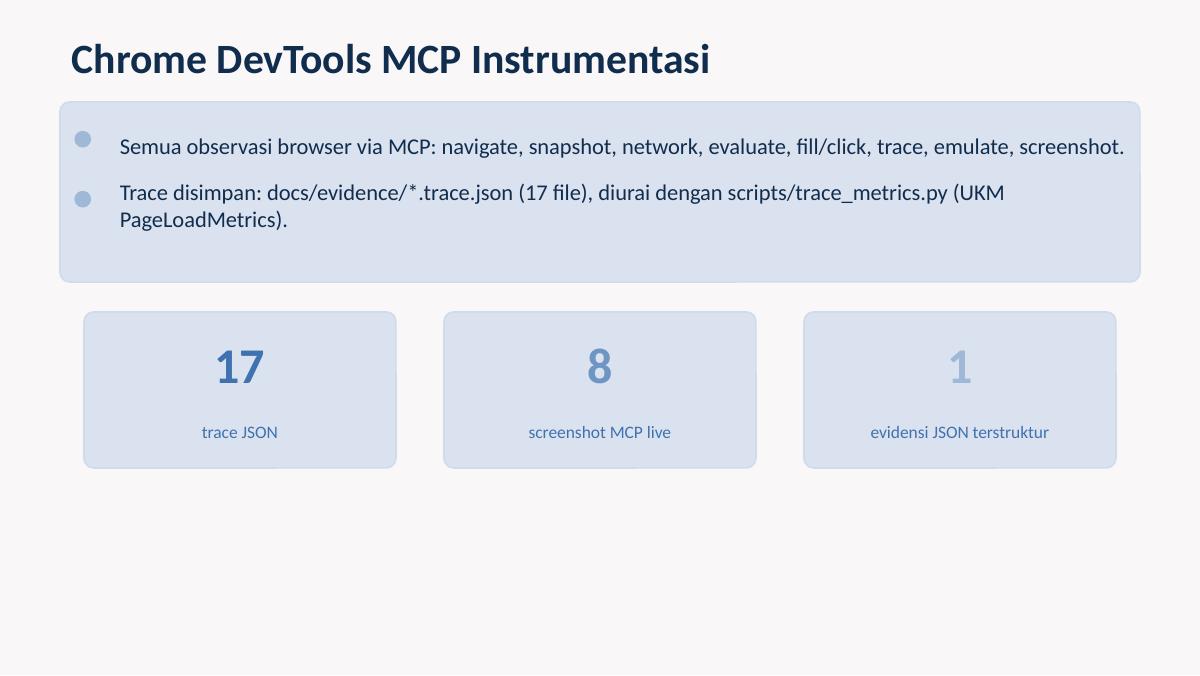 Chrome DevTools MCP Instrumentasi
Semua observasi browser via MCP: navigate, snapshot, network, evaluate, fill/click, trace, emulate, screenshot.
Trace disimpan: docs/evidence/*.trace.json (17 file), diurai dengan scripts/trace_metrics.py (UKM
PageLoadMetrics).
17
trace JSON
8
screenshot MCP live
1
evidensi JSON terstruktur